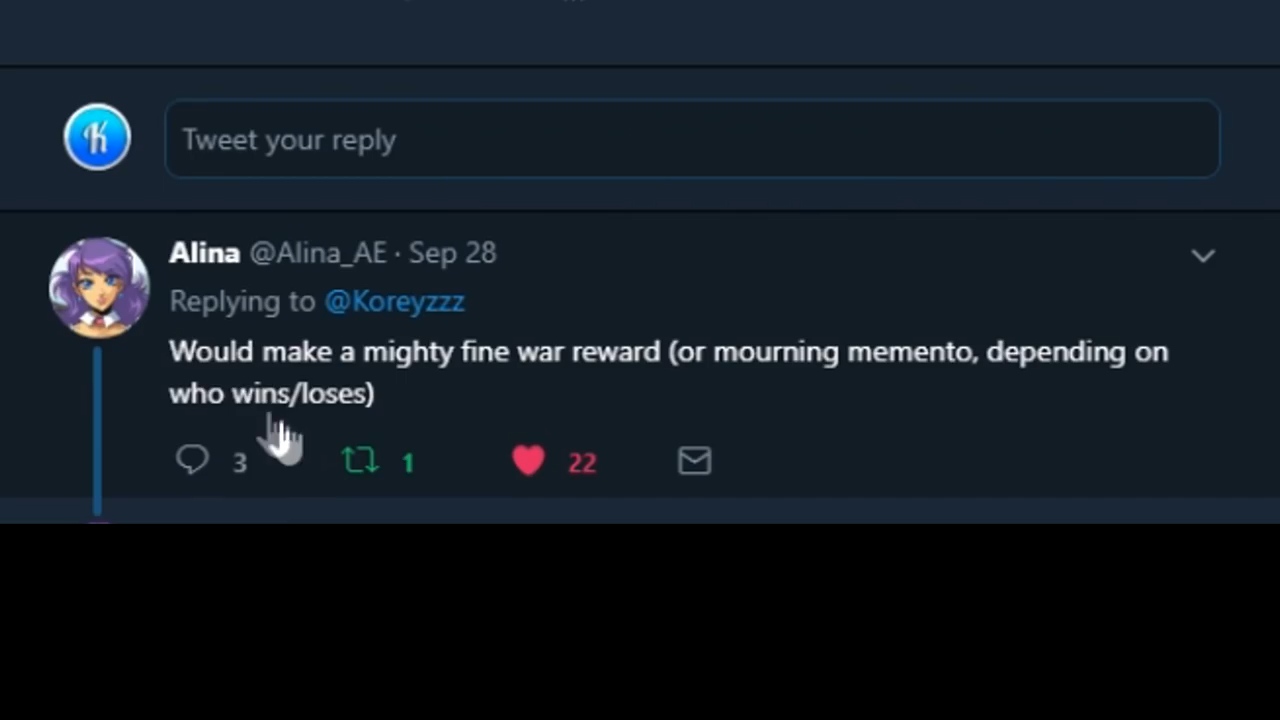 K
Tweet your reply
Alina @Alina_AE · Sep 28
Replying to @Koreyzzz
Would make a mighty fine war reward (or mourning memento, depending on
who wins/loses)
3 1 22